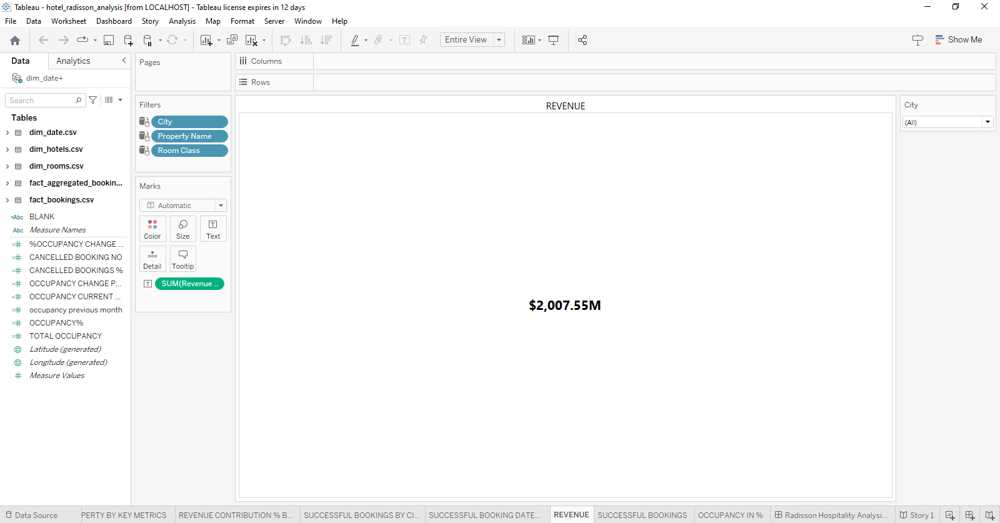 Tableau - hotel_radisson_analysis [from LOCALHOST] - Tableau license expires in 12 days
File Data Worksheet Dashboard Story Analysis Map Format Server Window Help
Entire View
Show Me
Data Analytics
dim_date+
Search
Tables
dim_date.csv
dim_hotels.csv
dim_rooms.csv
fact_aggregated_bookin...
fact_bookings.csv
=Abc BLANK
Abc Measure Names
=# %OCCUPANCY CHANGE ...
=# CANCELLED BOOKING NO
=# CANCELLED BOOKINGS %
=# OCCUPANCY CHANGE P...
=# OCCUPANCY CURRENT ...
=# occupancy previous month
=# OCCUPANCY%
=# TOTAL OCCUPANCY
Latitude (generated)
Longitude (generated)
# Measure Values
Pages
Filters
City
Property Name
Room Class
Marks
T Automatic
Color Size T Text
Detail Tooltip
T SUM(Revenue ..
Columns
Rows
REVENUE
$2,007.55M
City
(All)
Data Source PERTY BY KEY METRICS REVENUE CONTRIBUTION % B... SUCCESSFUL BOOKINGS BY CI... SUCCESSFUL BOOKING DATE... REVENUE SUCCESSFUL BOOKINGS OCCUPANCY IN % Radisson Hospitality Analysi... Story 1